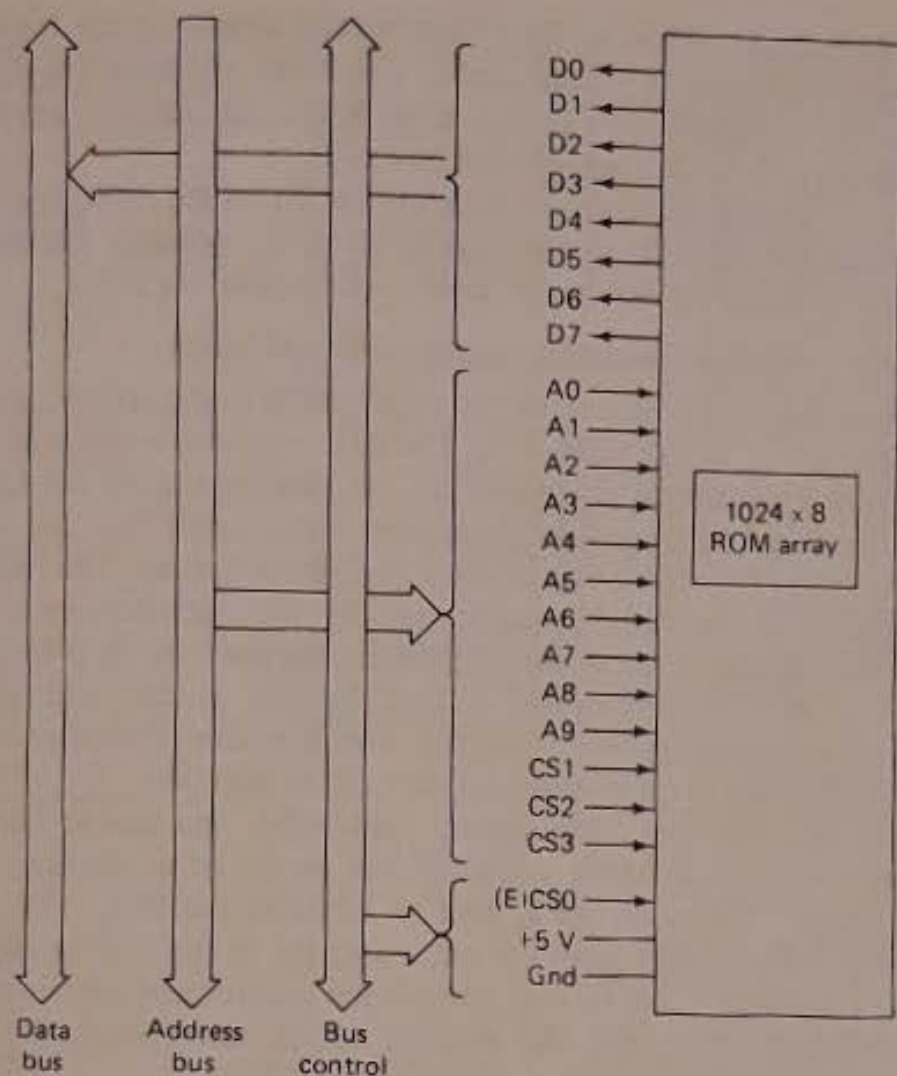 D0
D1
D2
D3
D4
D5
D6
D7
A0
A1
A2
A3
A4
A5
A6
A7
A8
A9
CS1
CS2
CS3
(E)CS0
+5 V
Gnd
1024 x 8
ROM array
Data
bus
Address
bus
Bus
control